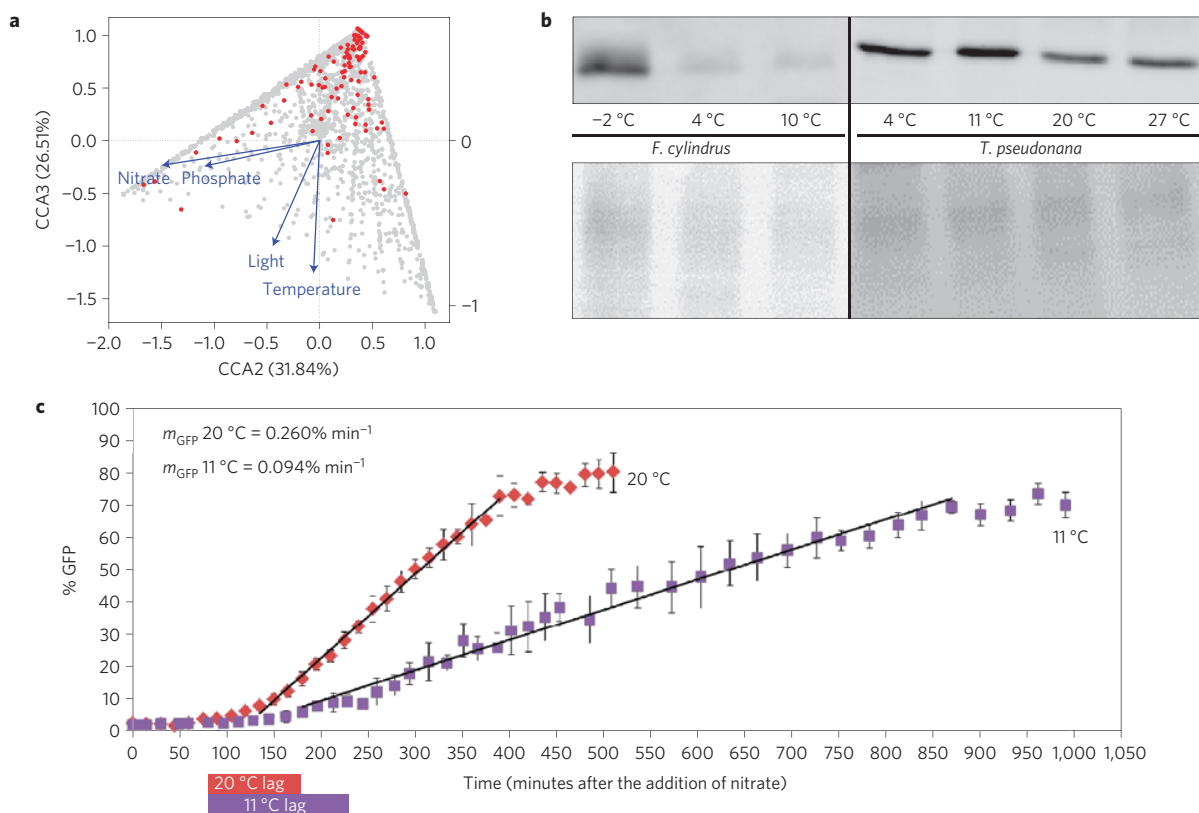 a
1.0
0.5
0.0
−0.5
−1.0
−1.5
CCA3 (26.51%)
0
−1
Nitrate
Phosphate
Light
Temperature
−2.0 −1.5 −1.0 −0.5 0.0 0.5 1.0
CCA2 (31.84%)
b
−2 °C 4 °C 10 °C 4 °C 11 °C 20 °C 27 °C
F. cylindrus T. pseudonana
c
100
90
80
70
60
50
40
30
20
10
0
% GFP
mGFP 20 °C = 0.260% min−1
mGFP 11 °C = 0.094% min−1
20 °C
11 °C
0 50 100 150 200 250 300 350 400 450 500 550 600 650 700 750 800 850 900 950 1,000 1,050
Time (minutes after the addition of nitrate)
20 °C lag
11 °C lag